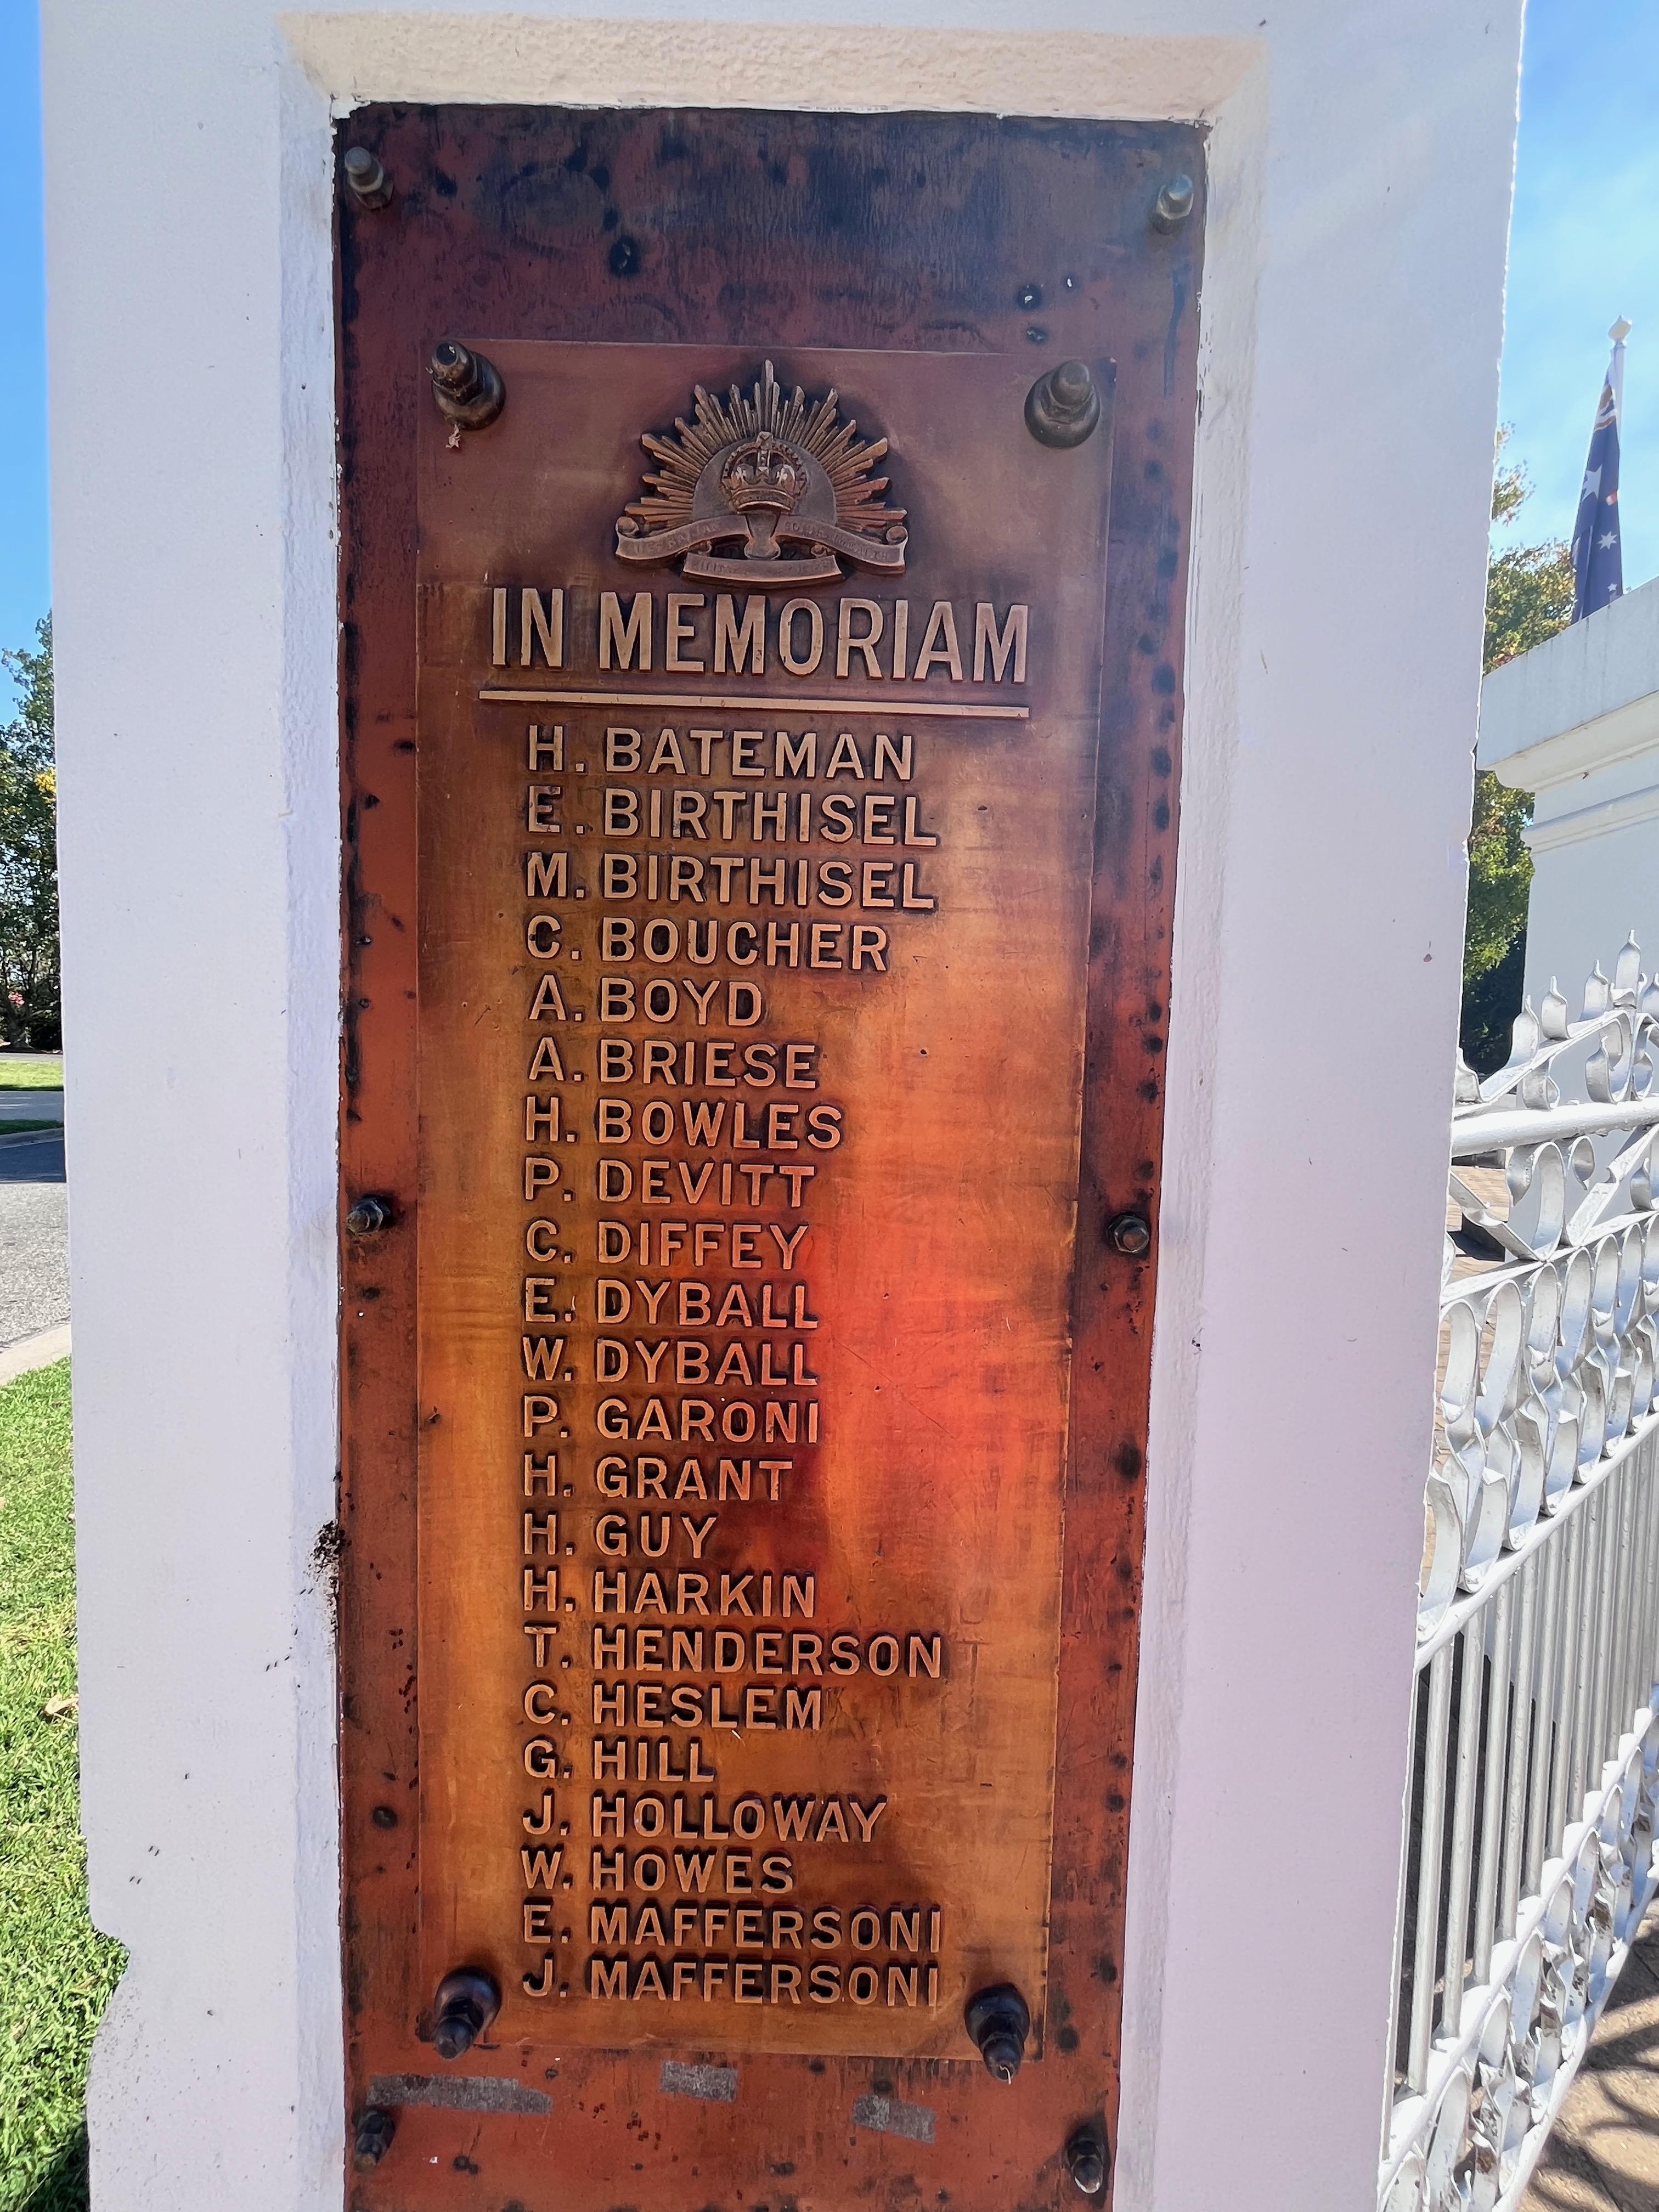 IN MEMORIAM
H. BATEMAN
E. BIRTHISEL
M. BIRTHISEL
C. BOUCHER
A. BOYD
A. BRIESE
H. BOWLES
P. DEVITT
C. DIFFEY
E. DYBALL
W. DYBALL
P. GARONI
H. GRANT
H. GUY
H. HARKIN
T. HENDERSON
C. HESLEM
G. HILL
J. HOLLOWAY
W. HOWES
E. MAFFERSONI
J. MAFFERSONI